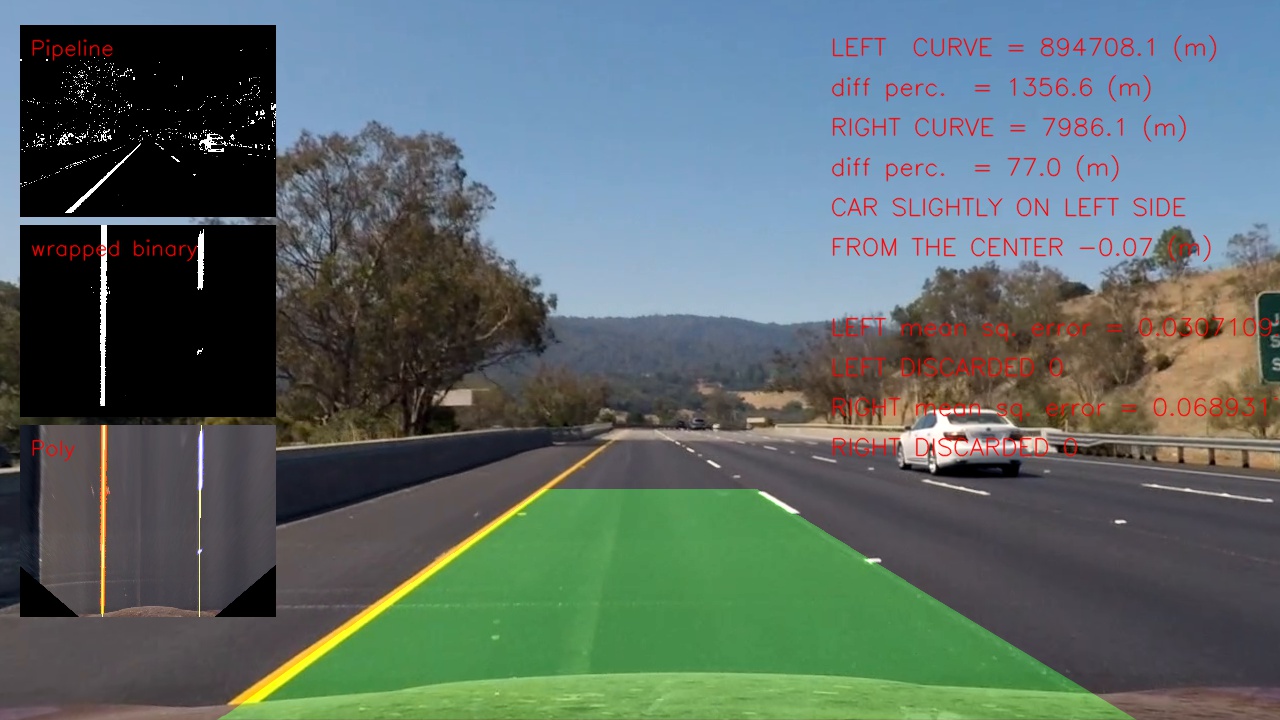 Pipeline
wrapped binary
Poly
LEFT CURVE = 894708.1 (m)
diff perc. = 1356.6 (m)
RIGHT CURVE = 7986.1 (m)
diff perc. = 77.0 (m)
CAR SLIGHTLY ON LEFT SIDE
FROM THE CENTER -0.07 (m)
LEFT mean sq. error = 0.0307109
LEFT DISCARDED 0
RIGHT mean sq. error = 0.068931
RIGHT DISCARDED 0